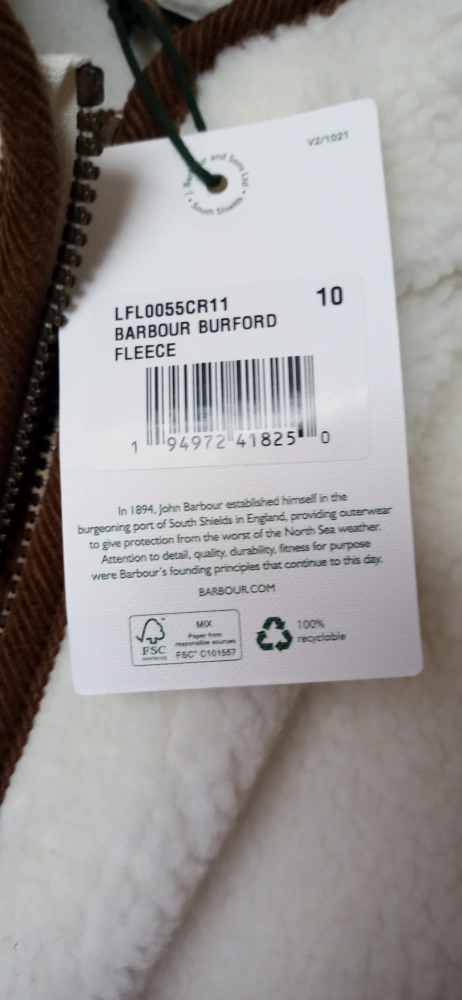 V2/1021
Barbour and Sons Ltd
South Shields
LFL0055CR11 10
BARBOUR BURFORD
FLEECE
1 94972 41825 0
In 1894, John Barbour established himself in the
burgeoning port of South Shields in England, providing outerwear
to give protection from the worst of the North Sea weather.
Attention to detail, quality, durability, fitness for purpose
were Barbour's founding principles that continue to this day.
BARBOUR.COM
FSC
MIX
Paper from
responsible sources
FSC™ C101557
100%
recyclable